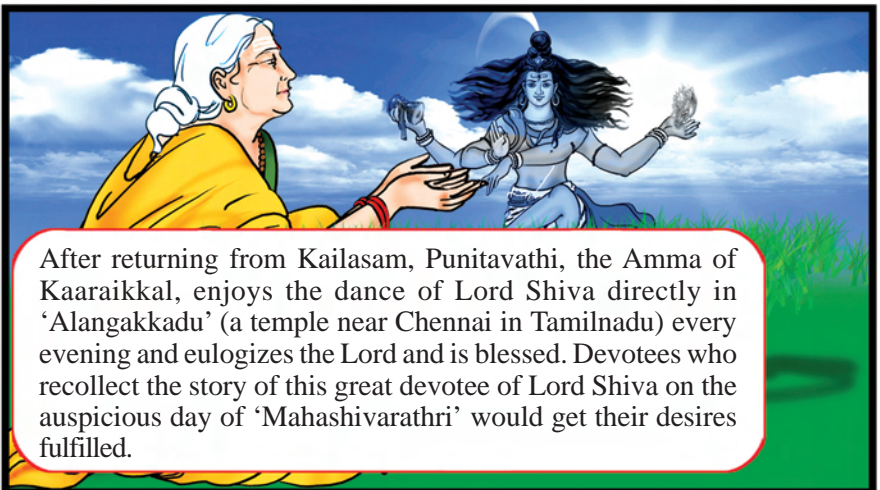 After returning from Kailasam, Punitavathi, the Amma of
Kaaraikkal, enjoys the dance of Lord Shiva directly in
‘Alangakkadu’ (a temple near Chennai in Tamilnadu) every
evening and eulogizes the Lord and is blessed. Devotees who
recollect the story of this great devotee of Lord Shiva on the
auspicious day of ‘Mahashivarathri’ would get their desires
fulfilled.